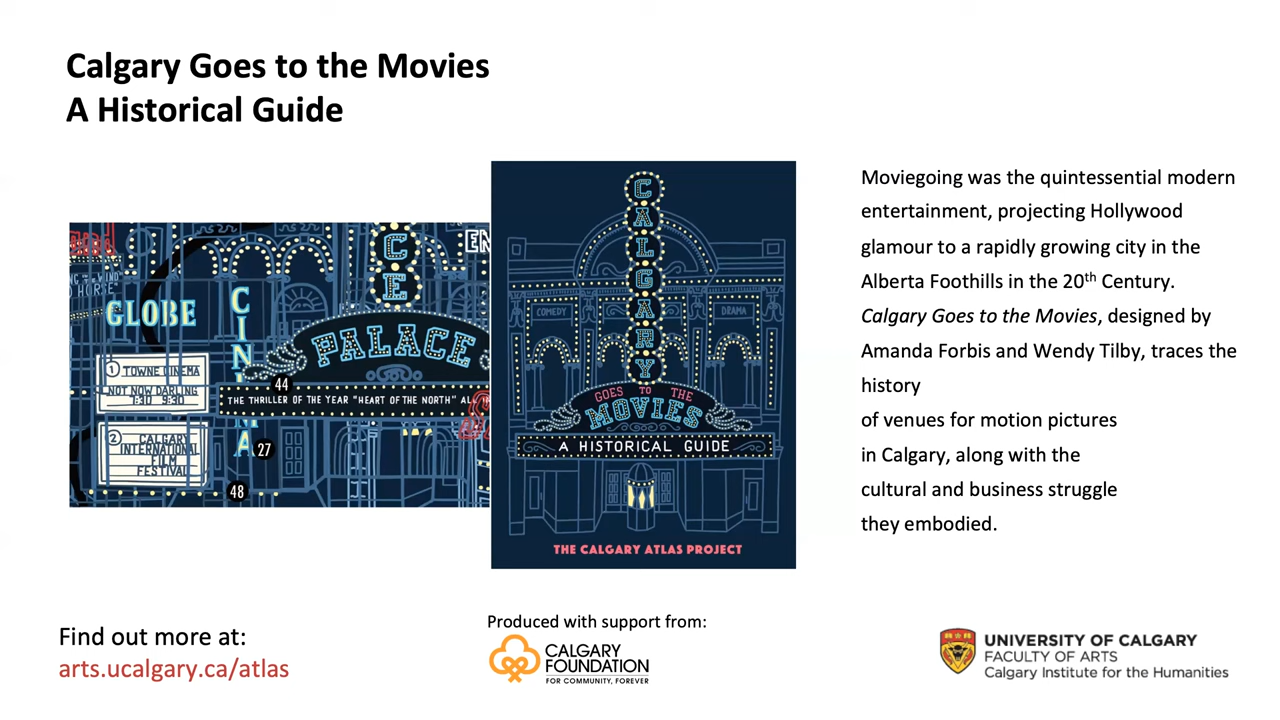 Calgary Goes to the Movies
A Historical Guide
GLOBE
CINEMA
1 TOWNE CINEMA
NOT NOW DARLING
7:30 9:30
2 CALGARY
INTERNATIONAL
FILM
FESTIVAL
CE
PALACE
THE THRILLER OF THE YEAR "HEART OF THE NORTH"
44
27
48
CALGARY
COMEDY
DRAMA
GOES TO THE
MOVIES
A HISTORICAL GUIDE
THE CALGARY ATLAS PROJECT
Moviegoing was the quintessential modern
entertainment, projecting Hollywood
glamour to a rapidly growing city in the
Alberta Foothills in the 20th Century.
Calgary Goes to the Movies, designed by
Amanda Forbis and Wendy Tilby, traces the
history
of venues for motion pictures
in Calgary, along with the
cultural and business struggle
they embodied.
Find out more at:
arts.ucalgary.ca/atlas
Produced with support from:
CALGARY
FOUNDATION
FOR COMMUNITY, FOREVER
UNIVERSITY OF CALGARY
FACULTY OF ARTS
Calgary Institute for the Humanities